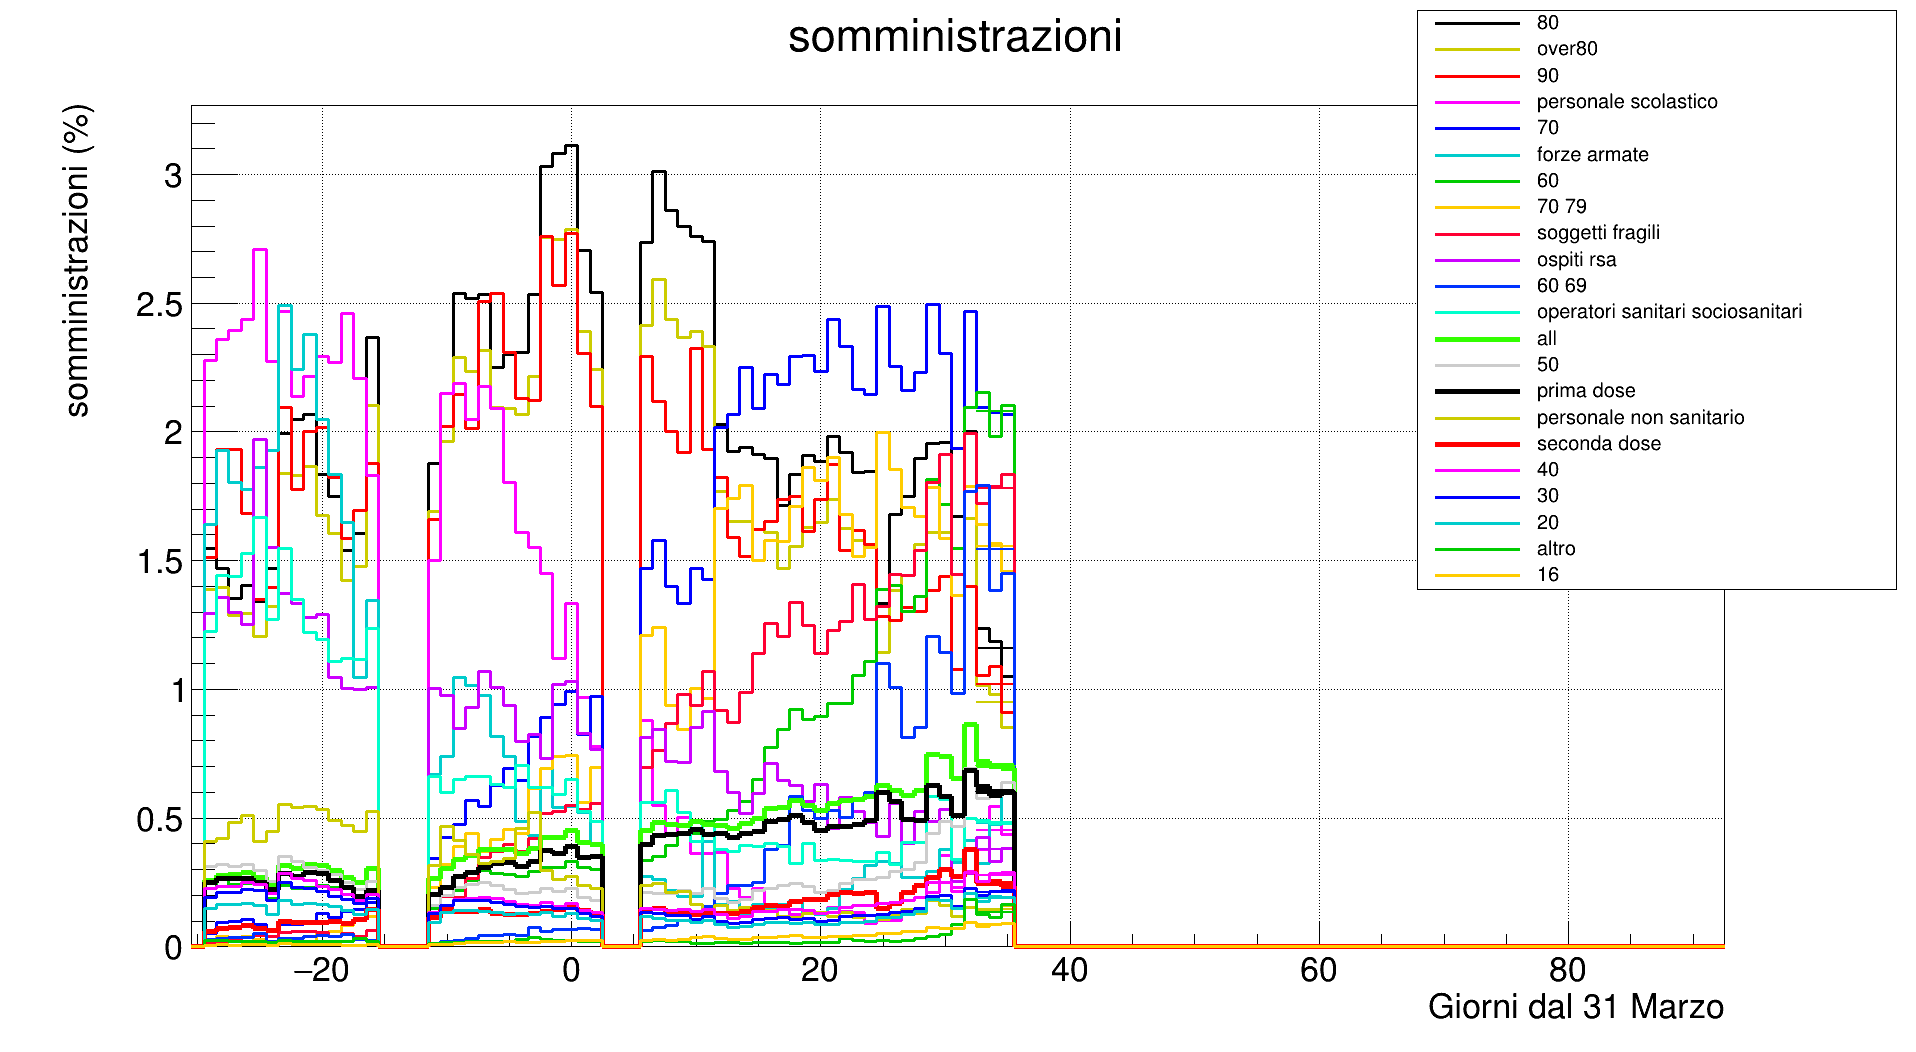 somministrazioni
somministrazioni (%)
3
2.5
2
1.5
1
0.5
0
−20
0
20
40
60
80
Giorni dal 31 Marzo
80
over80
90
personale scolastico
70
forze armate
60
70 79
soggetti fragili
ospiti rsa
60 69
operatori sanitari sociosanitari
all
50
prima dose
personale non sanitario
seconda dose
40
30
20
altro
16